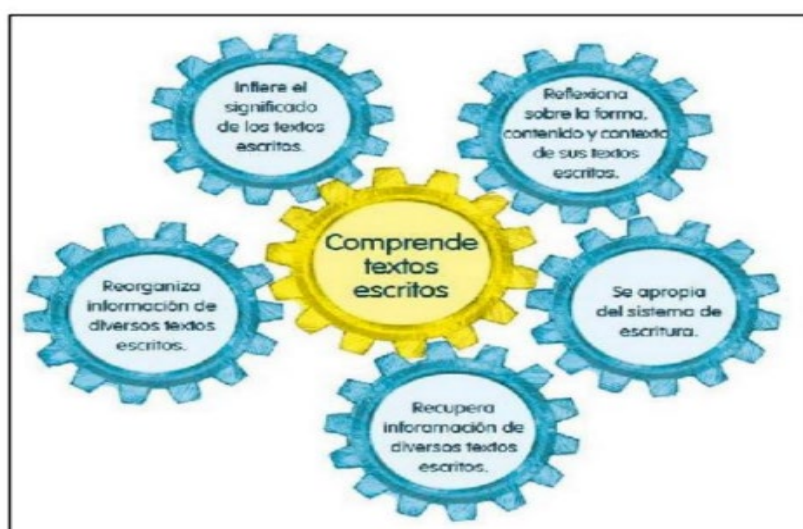 Infiere el
significado
de los textos
escritos.
Reflexiona
sobre la forma,
contenido y contexto
de sus textos
escritos.
Comprende
textos
escritos
Reorganiza
información de
diversos textos
escritos.
Se apropia
del sistema de
escritura.
Recupera
inforamación de
diversos textos
escritos.